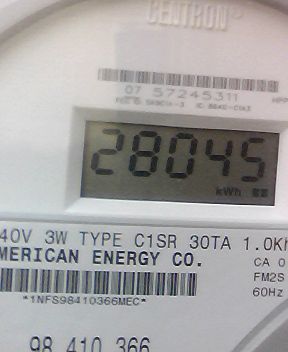 CENTRON®
07 57245311
28045
kWh
40V 3W TYPE C1SR 30TA 1.0Kh
MERICAN ENERGY CO.
CA 0
FM2S
60Hz
*1NFS98410366MEC*
98 410 366